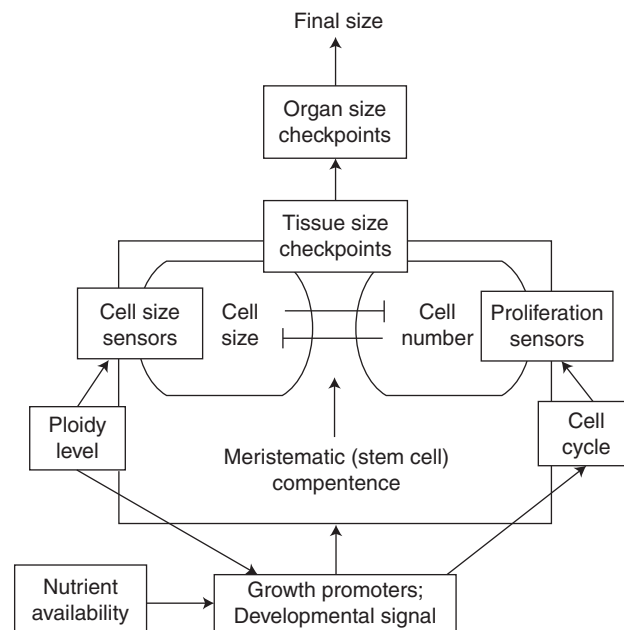 Final size
Organ size
checkpoints
Tissue size
checkpoints
Cell size
sensors
Cell
size
Cell
number
Proliferation
sensors
Ploidy
level
Meristematic (stem cell)
compentence
Cell
cycle
Nutrient
availability
Growth promoters;
Developmental signal